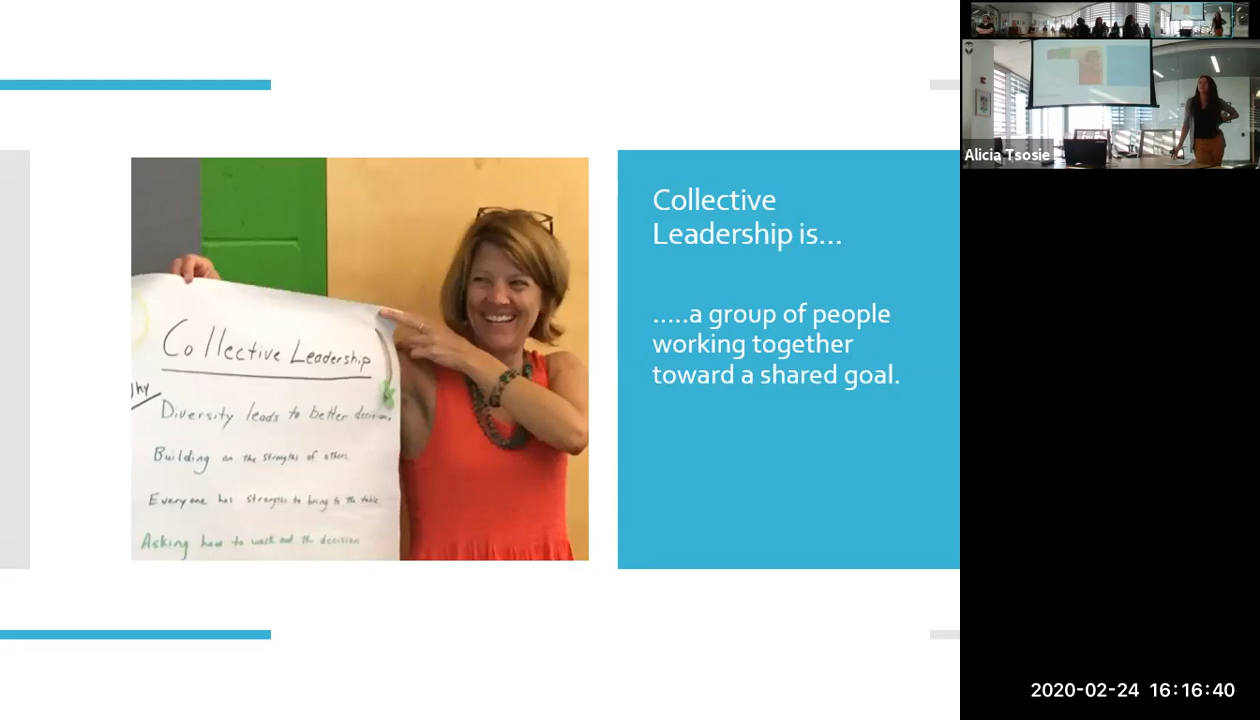 Collective
Leadership is...
.....a group of people
working together
toward a shared goal.
Collective Leadership
Diversity leads to better
Building on the strengths of others
Everyone has strengths to bring to the table
Asking how to work out the decision
Alicia Tsosie
2020-02-24 16:16:40